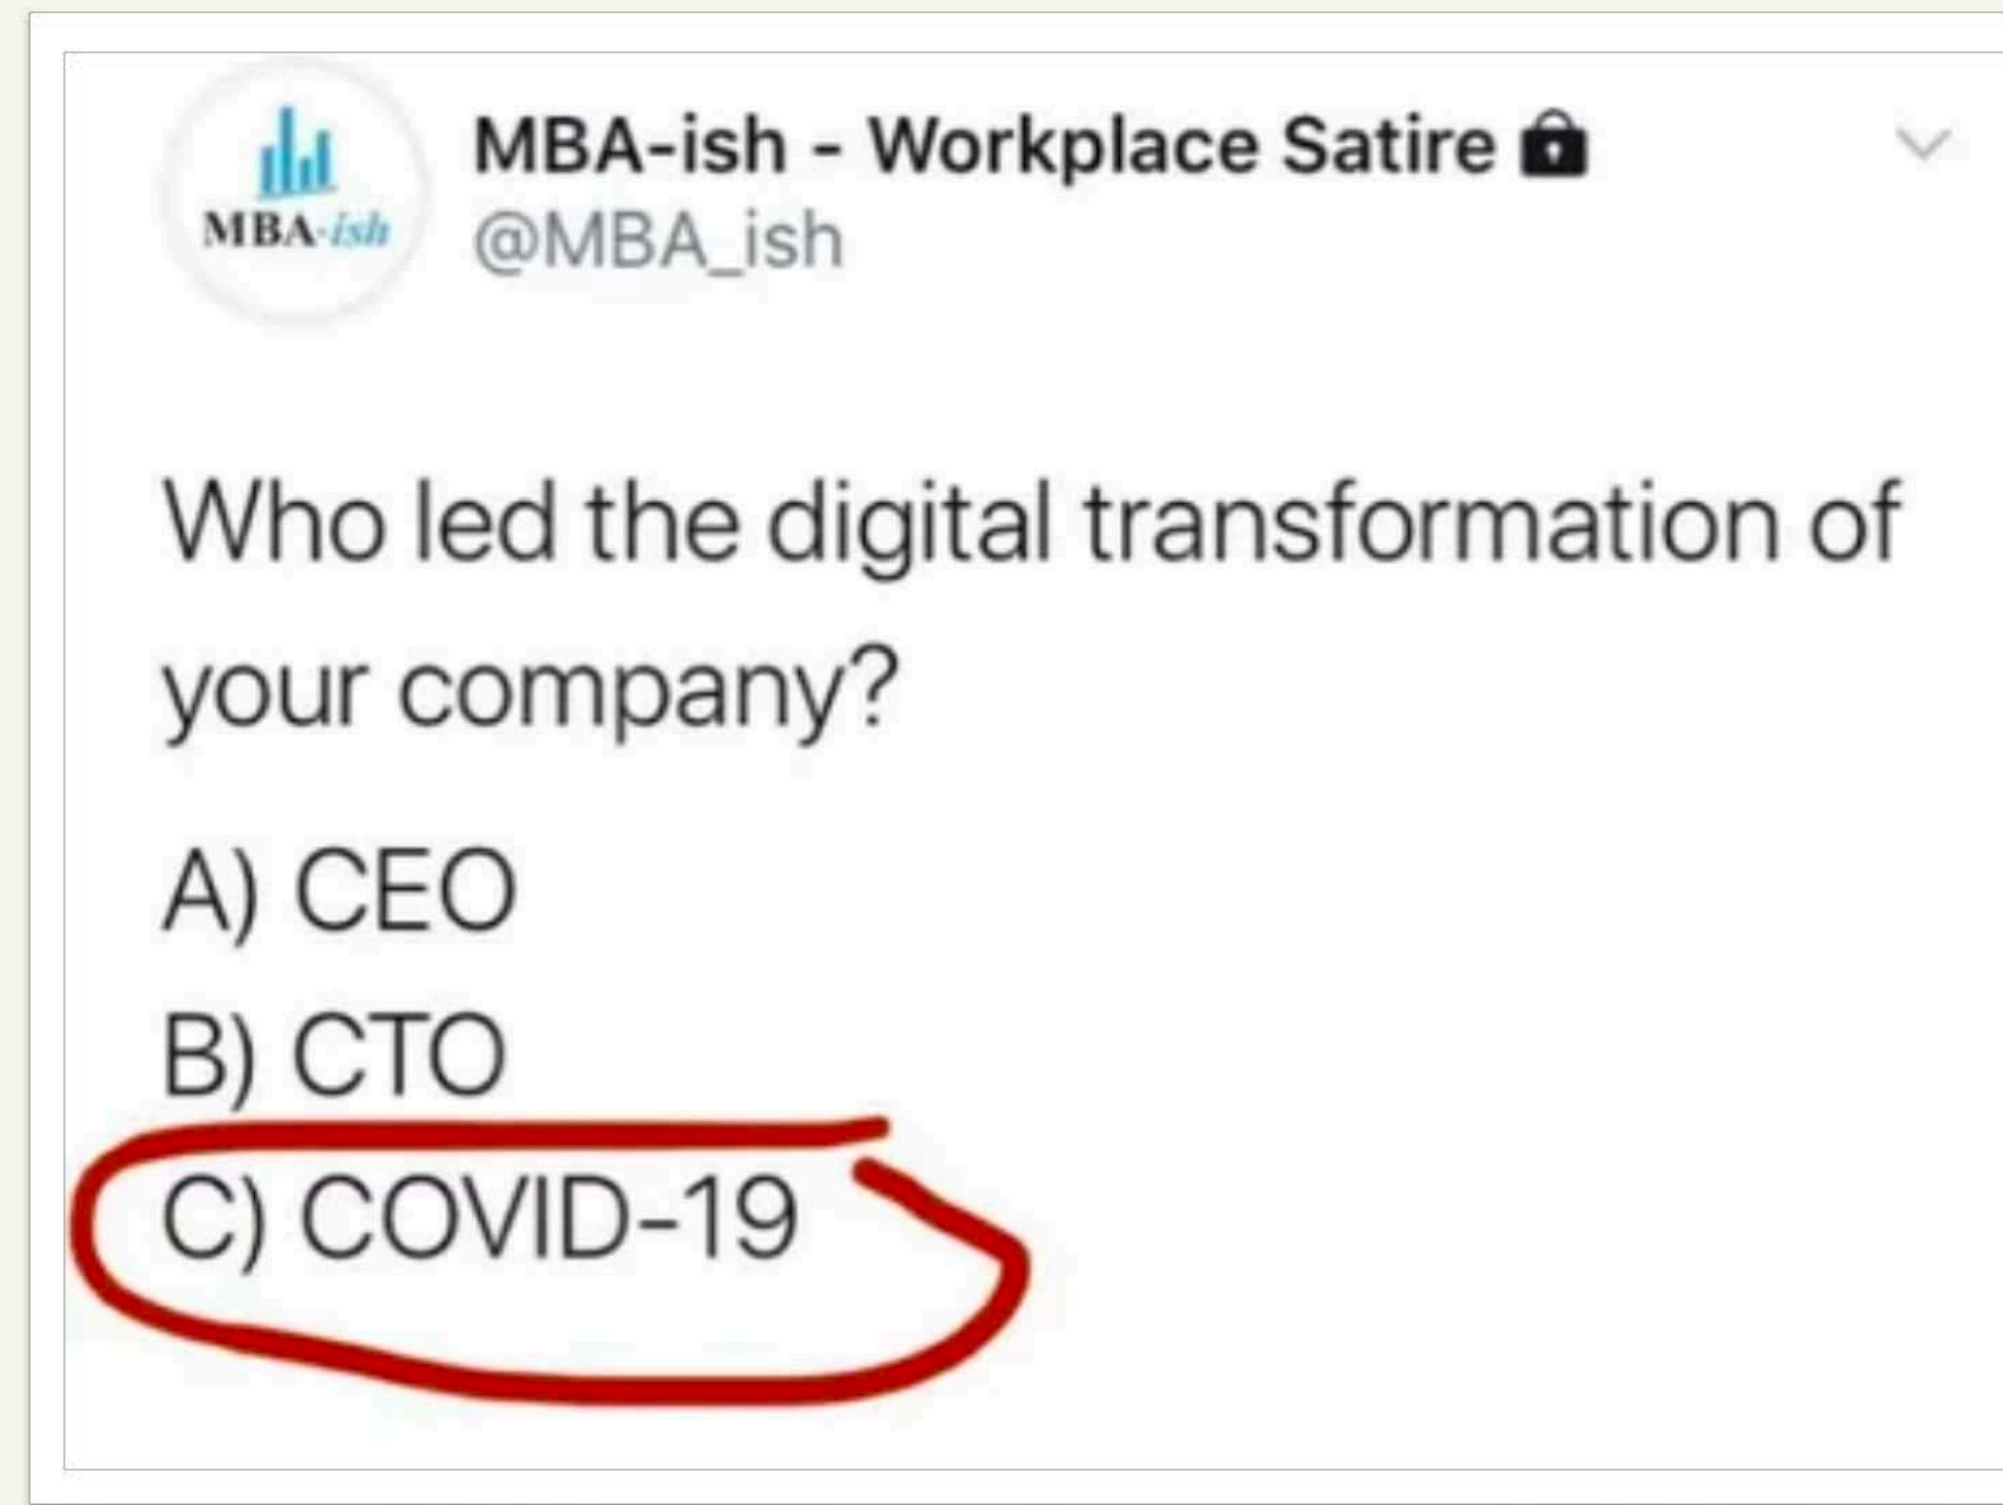 MBA-ish - Workplace Satire
MBA-ish
@MBA_ish
Who led the digital transformation of
your company?
A) CEO
B) CTO
C) COVID-19